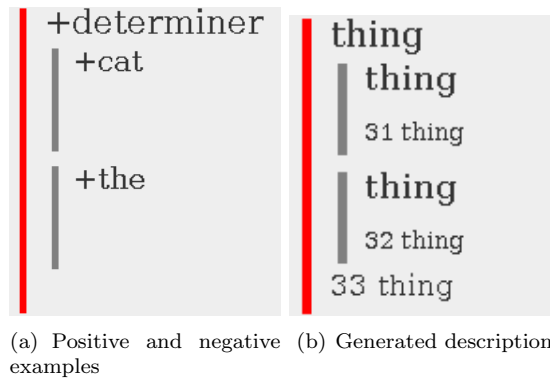 +determiner
+cat
+the
thing
thing
31 thing
thing
32 thing
33 thing
(a) Positive and negative
examples
(b) Generated description